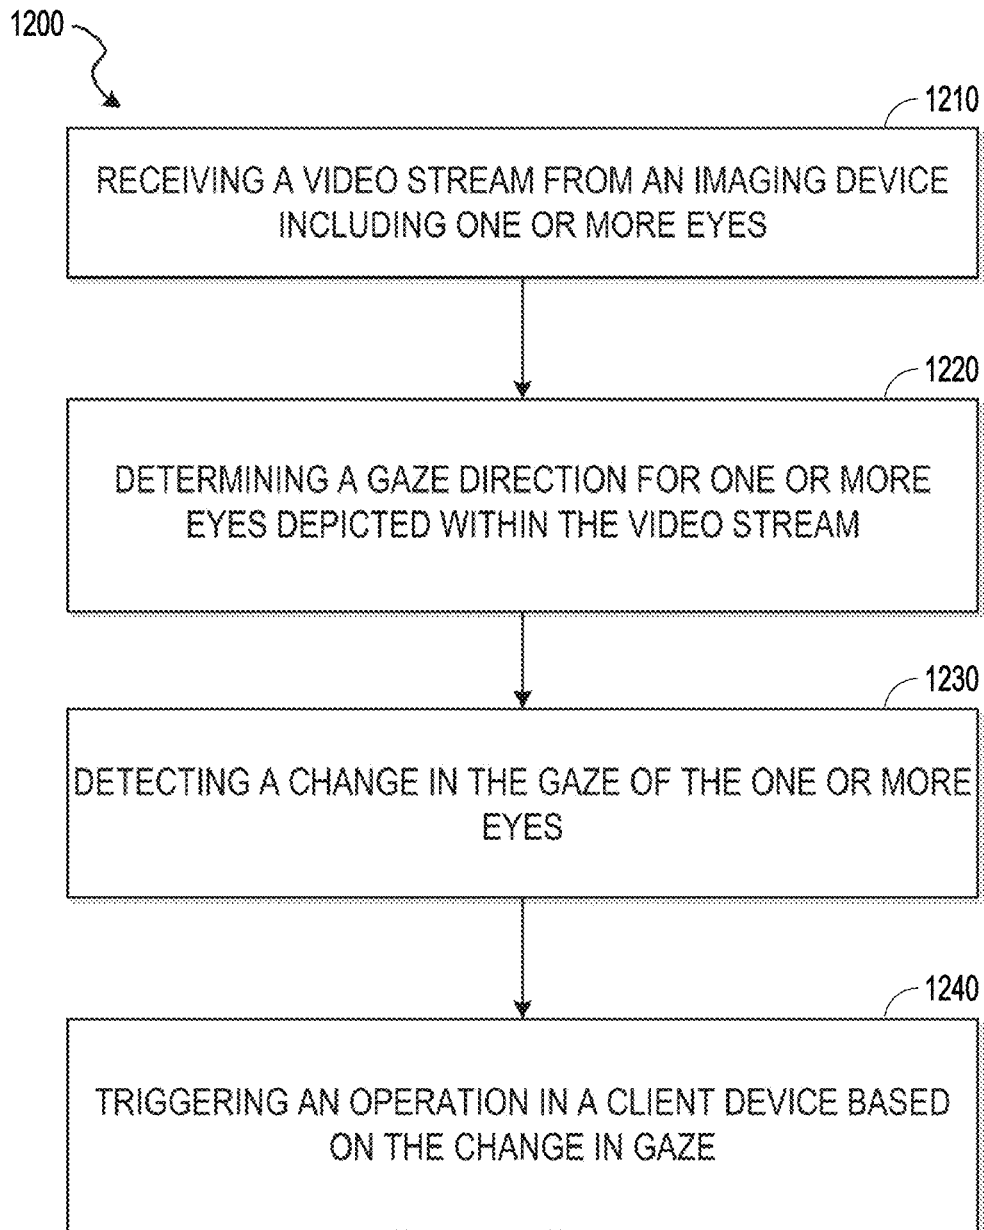 1200
1210
RECEIVING A VIDEO STREAM FROM AN IMAGING DEVICE
INCLUDING ONE OR MORE EYES
1220
DETERMINING A GAZE DIRECTION FOR ONE OR MORE
EYES DEPICTED WITHIN THE VIDEO STREAM
1230
DETECTING A CHANGE IN THE GAZE OF THE ONE OR MORE
EYES
1240
TRIGGERING AN OPERATION IN A CLIENT DEVICE BASED
ON THE CHANGE IN GAZE